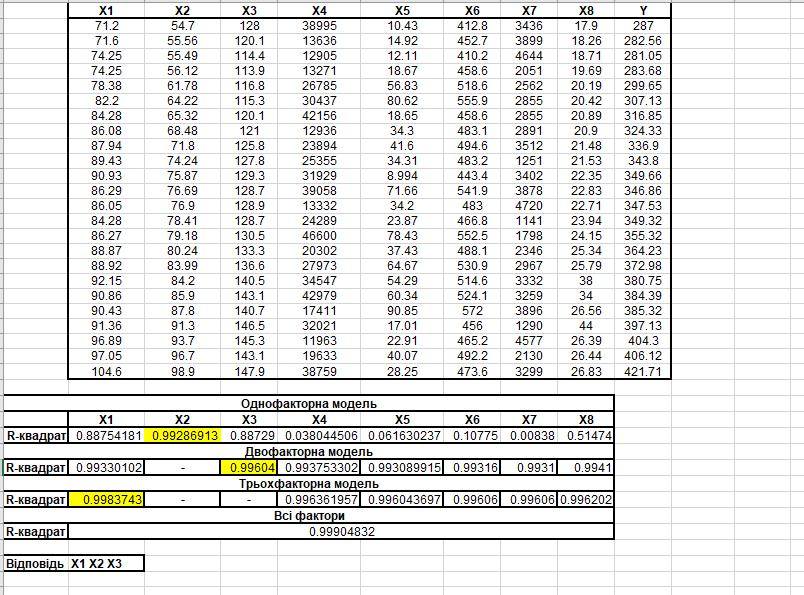 X1 X2 X3 X4 X5 X6 X7 X8 Y
71.2 54.7 128 38995 10.43 412.8 3436 17.9 287
71.6 55.56 120.1 13636 14.92 452.7 3899 18.26 282.56
74.25 55.49 114.4 12905 12.11 410.2 4644 18.71 281.05
74.25 56.12 113.9 13271 18.67 458.6 2051 19.69 283.68
78.38 61.78 116.8 26785 56.83 518.6 2562 20.19 299.65
82.2 64.22 115.3 30437 80.62 555.9 2855 20.42 307.13
84.28 65.32 120.1 42156 18.65 458.6 2855 20.89 316.85
86.08 68.48 121 12936 34.3 483.1 2891 20.9 324.33
87.94 71.8 125.8 23894 41.6 494.6 3512 21.48 336.9
89.43 74.24 127.8 25355 34.31 483.2 1251 21.53 343.8
90.93 75.87 129.3 31929 8.994 443.4 3402 22.35 349.66
86.29 76.69 128.7 39058 71.66 541.9 3878 22.83 346.86
86.05 76.9 128.9 13332 34.2 483 4720 22.71 347.53
84.28 78.41 128.7 24289 23.87 466.8 1141 23.94 349.32
86.27 79.18 130.5 46600 78.43 552.5 1798 24.15 355.32
88.87 80.24 133.3 20302 37.43 488.1 2346 25.34 364.23
88.92 83.99 136.6 27973 64.67 530.9 2967 25.79 372.98
92.15 84.2 140.5 34547 54.29 514.6 3332 38 380.75
90.86 85.9 143.1 42979 60.34 524.1 3259 34 384.39
90.43 87.8 140.7 17411 90.85 572 3896 26.56 385.32
91.36 91.3 146.5 32021 17.01 456 1290 44 397.13
96.89 93.7 145.3 11963 22.91 465.2 4577 26.39 404.3
97.05 96.7 143.1 19633 40.07 492.2 2130 26.44 406.12
104.6 98.9 147.9 38759 28.25 473.6 3299 26.83 421.71
Однофакторна модель
X1 X2 X3 X4 X5 X6 X7 X8
R-квадрат 0.88754181 0.99286913 0.88729 0.038044506 0.061630237 0.10775 0.00838 0.51474
Двофакторна модель
R-квадрат 0.99330102 - 0.99604 0.993753302 0.993089915 0.99316 0.9931 0.9941
Трьохфакторна модель
R-квадрат 0.9983743 - - 0.996361957 0.996043697 0.99606 0.99606 0.996202
Всі фактори
R-квадрат 0.99904832
Відповідь X1 X2 X3